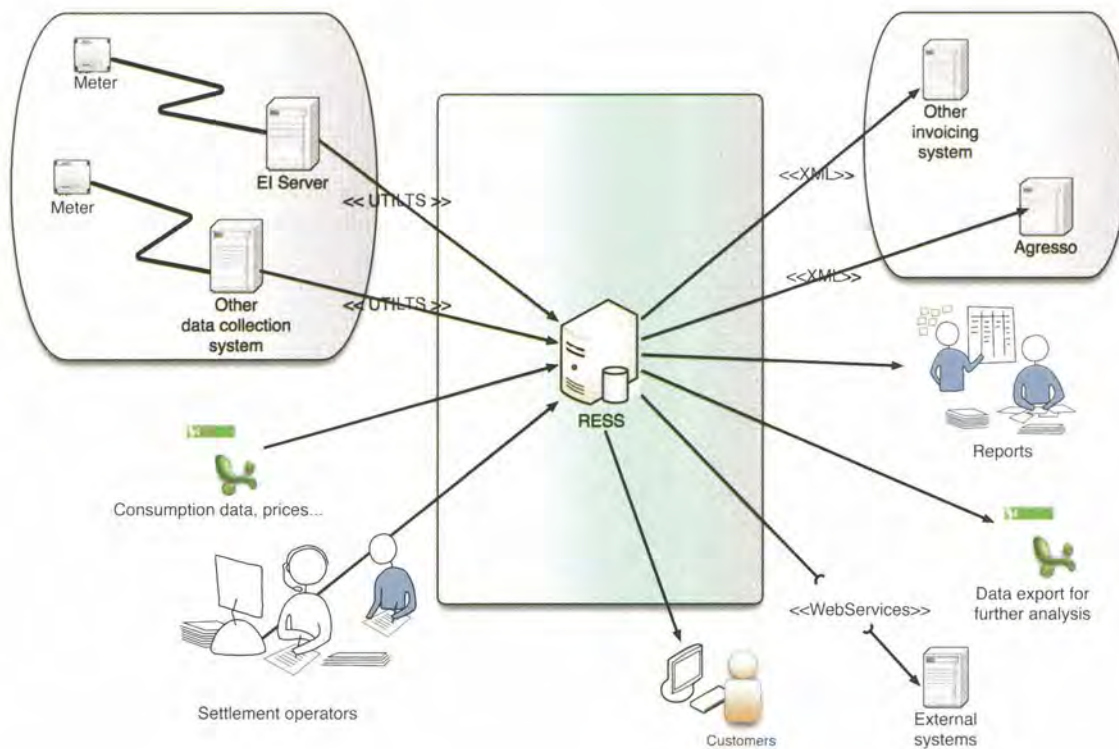 Meter
Other
invoicing
system
EI Server
<<XML>>
Meter
<< UTILTS >>
Agresso
Other
data collection
system
<< UTILTS >>
<<XML>>
RESS
Reports
Consumption data, prices...
Data export for
further analysis
<<WebServices>>
Settlement operators
Customers
External
systems